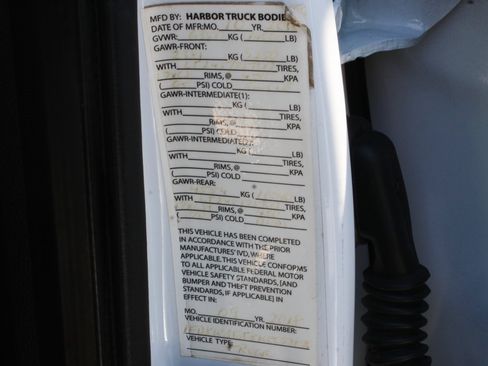 MFD BY: HARBOR TRUCK BODIE
DATE OF MFR:MO. YR.
GVWR: KG ( LB)
GAWR-FRONT:
KG ( LB)
WITH TIRES,
RIMS,@ KPA
( PSI) COLD
GAWR-INTERMEDIATE(1):
KG ( LB)
WITH TIRES,
RIMS,@ KPA
( PSI) COLD
GAWR-INTERMEDIATE(2):
KG ( LB)
WITH TIRES,
RIMS,@ KPA
( PSI) COLD
GAWR-REAR:
KG ( LB)
WITH TIRES,
RIMS,@ KPA
( PSI) COLD
THIS VEHICLE HAS BEEN COMPLETED
IN ACCORDANCE WITH THE PRIOR
MANUFACTURES' IVD, WHERE
APPLICABLE. THIS VEHICLE CONFORMS
TO ALL APPLICABLE FEDERAL MOTOR
VEHICLE SAFETY STANDARDS, [AND
BUMPER AND THEFT PREVENTION
STANDARDS, IF APPLICABLE] IN
EFFECT IN:
MO. YR.
VEHICLE IDENTIFICATION NUMBER:
VEHICLE TYPE: